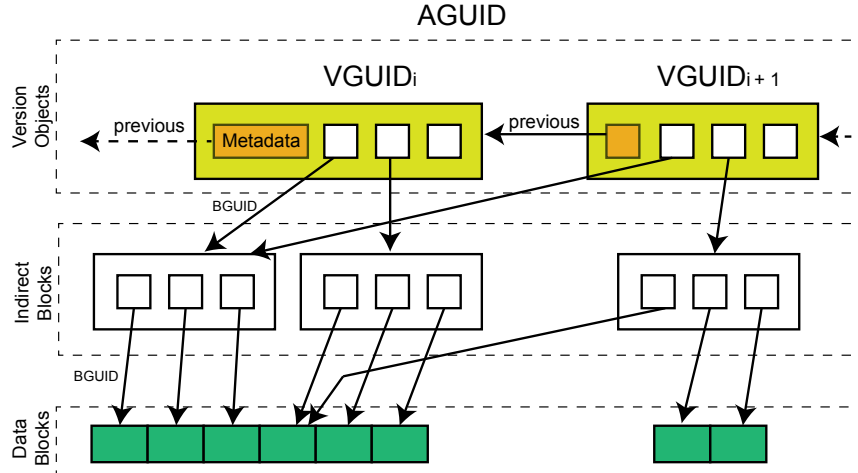 AGUID
Version
Objects
VGUIDi
VGUIDi + 1
previous
Metadata
previous
BGUID
Indirect
Blocks
BGUID
Data
Blocks